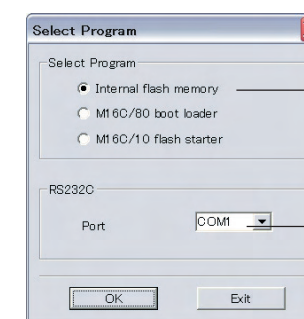 Select Program
Select Program
Internal flash memory
M16C/80 boot loader
M16C/10 flash starter
RS232C
Port
COM1
OK
Exit